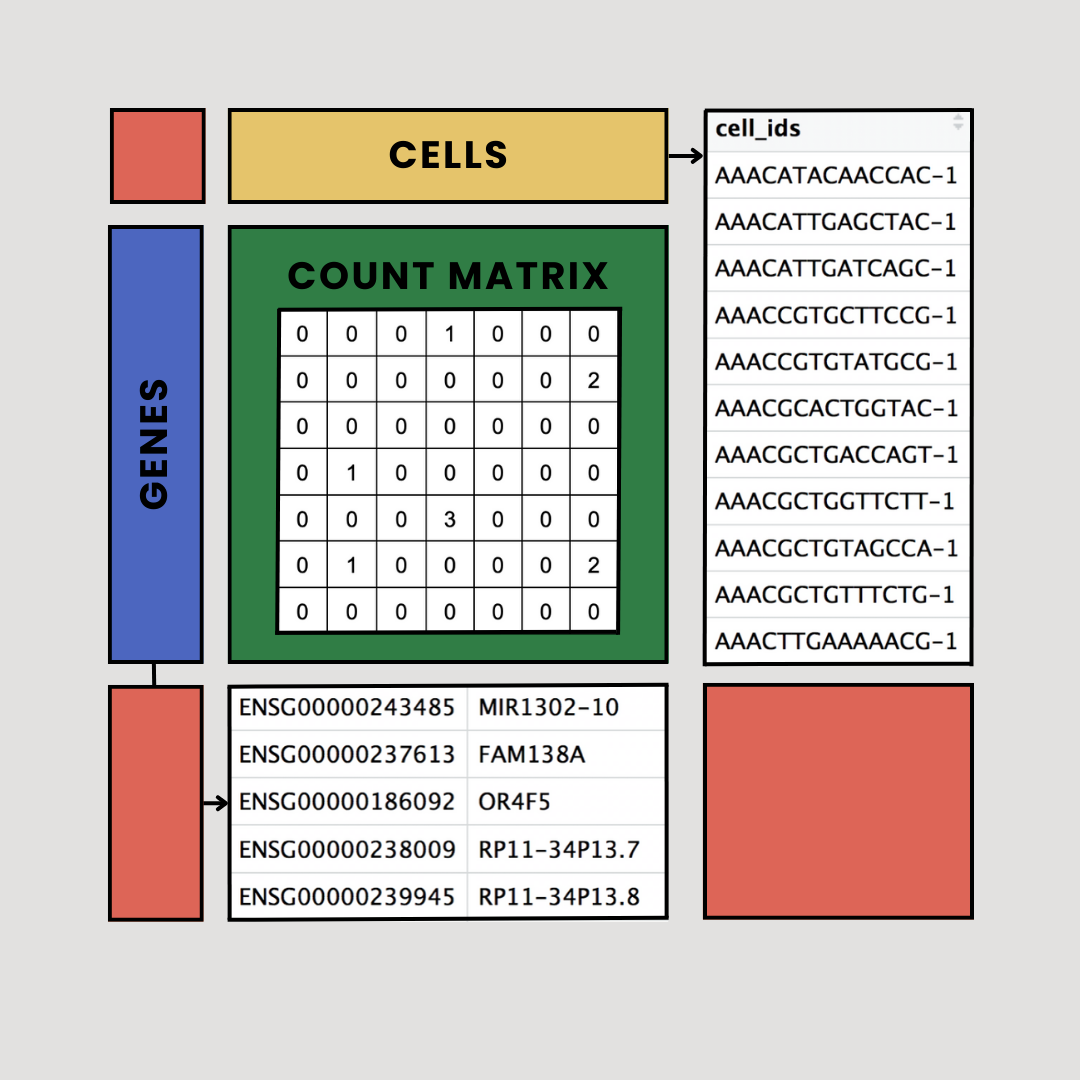 CELLS
cell_ids
AAACATACAACCAC-1
AAACATTGAGCTAC-1
AAACATTGATCAGC-1
AAACCGTGCTTCCG-1
AAACCGTGTATGCG-1
AAACGCACTGGTAC-1
AAACGCTGACCAGT-1
AAACGCTGGTTCTT-1
AAACGCTGTAGCCA-1
AAACGCTGTTTCTG-1
AAACTTGAAAAACG-1
GENES
COUNT MATRIX
0 0 0 1 0 0 0
0 0 0 0 0 0 2
0 0 0 0 0 0 0
0 1 0 0 0 0 0
0 0 0 3 0 0 0
0 1 0 0 0 0 2
0 0 0 0 0 0 0
ENSG00000243485 MIR1302-10
ENSG00000237613 FAM138A
ENSG00000186092 OR4F5
ENSG00000238009 RP11-34P13.7
ENSG00000239945 RP11-34P13.8